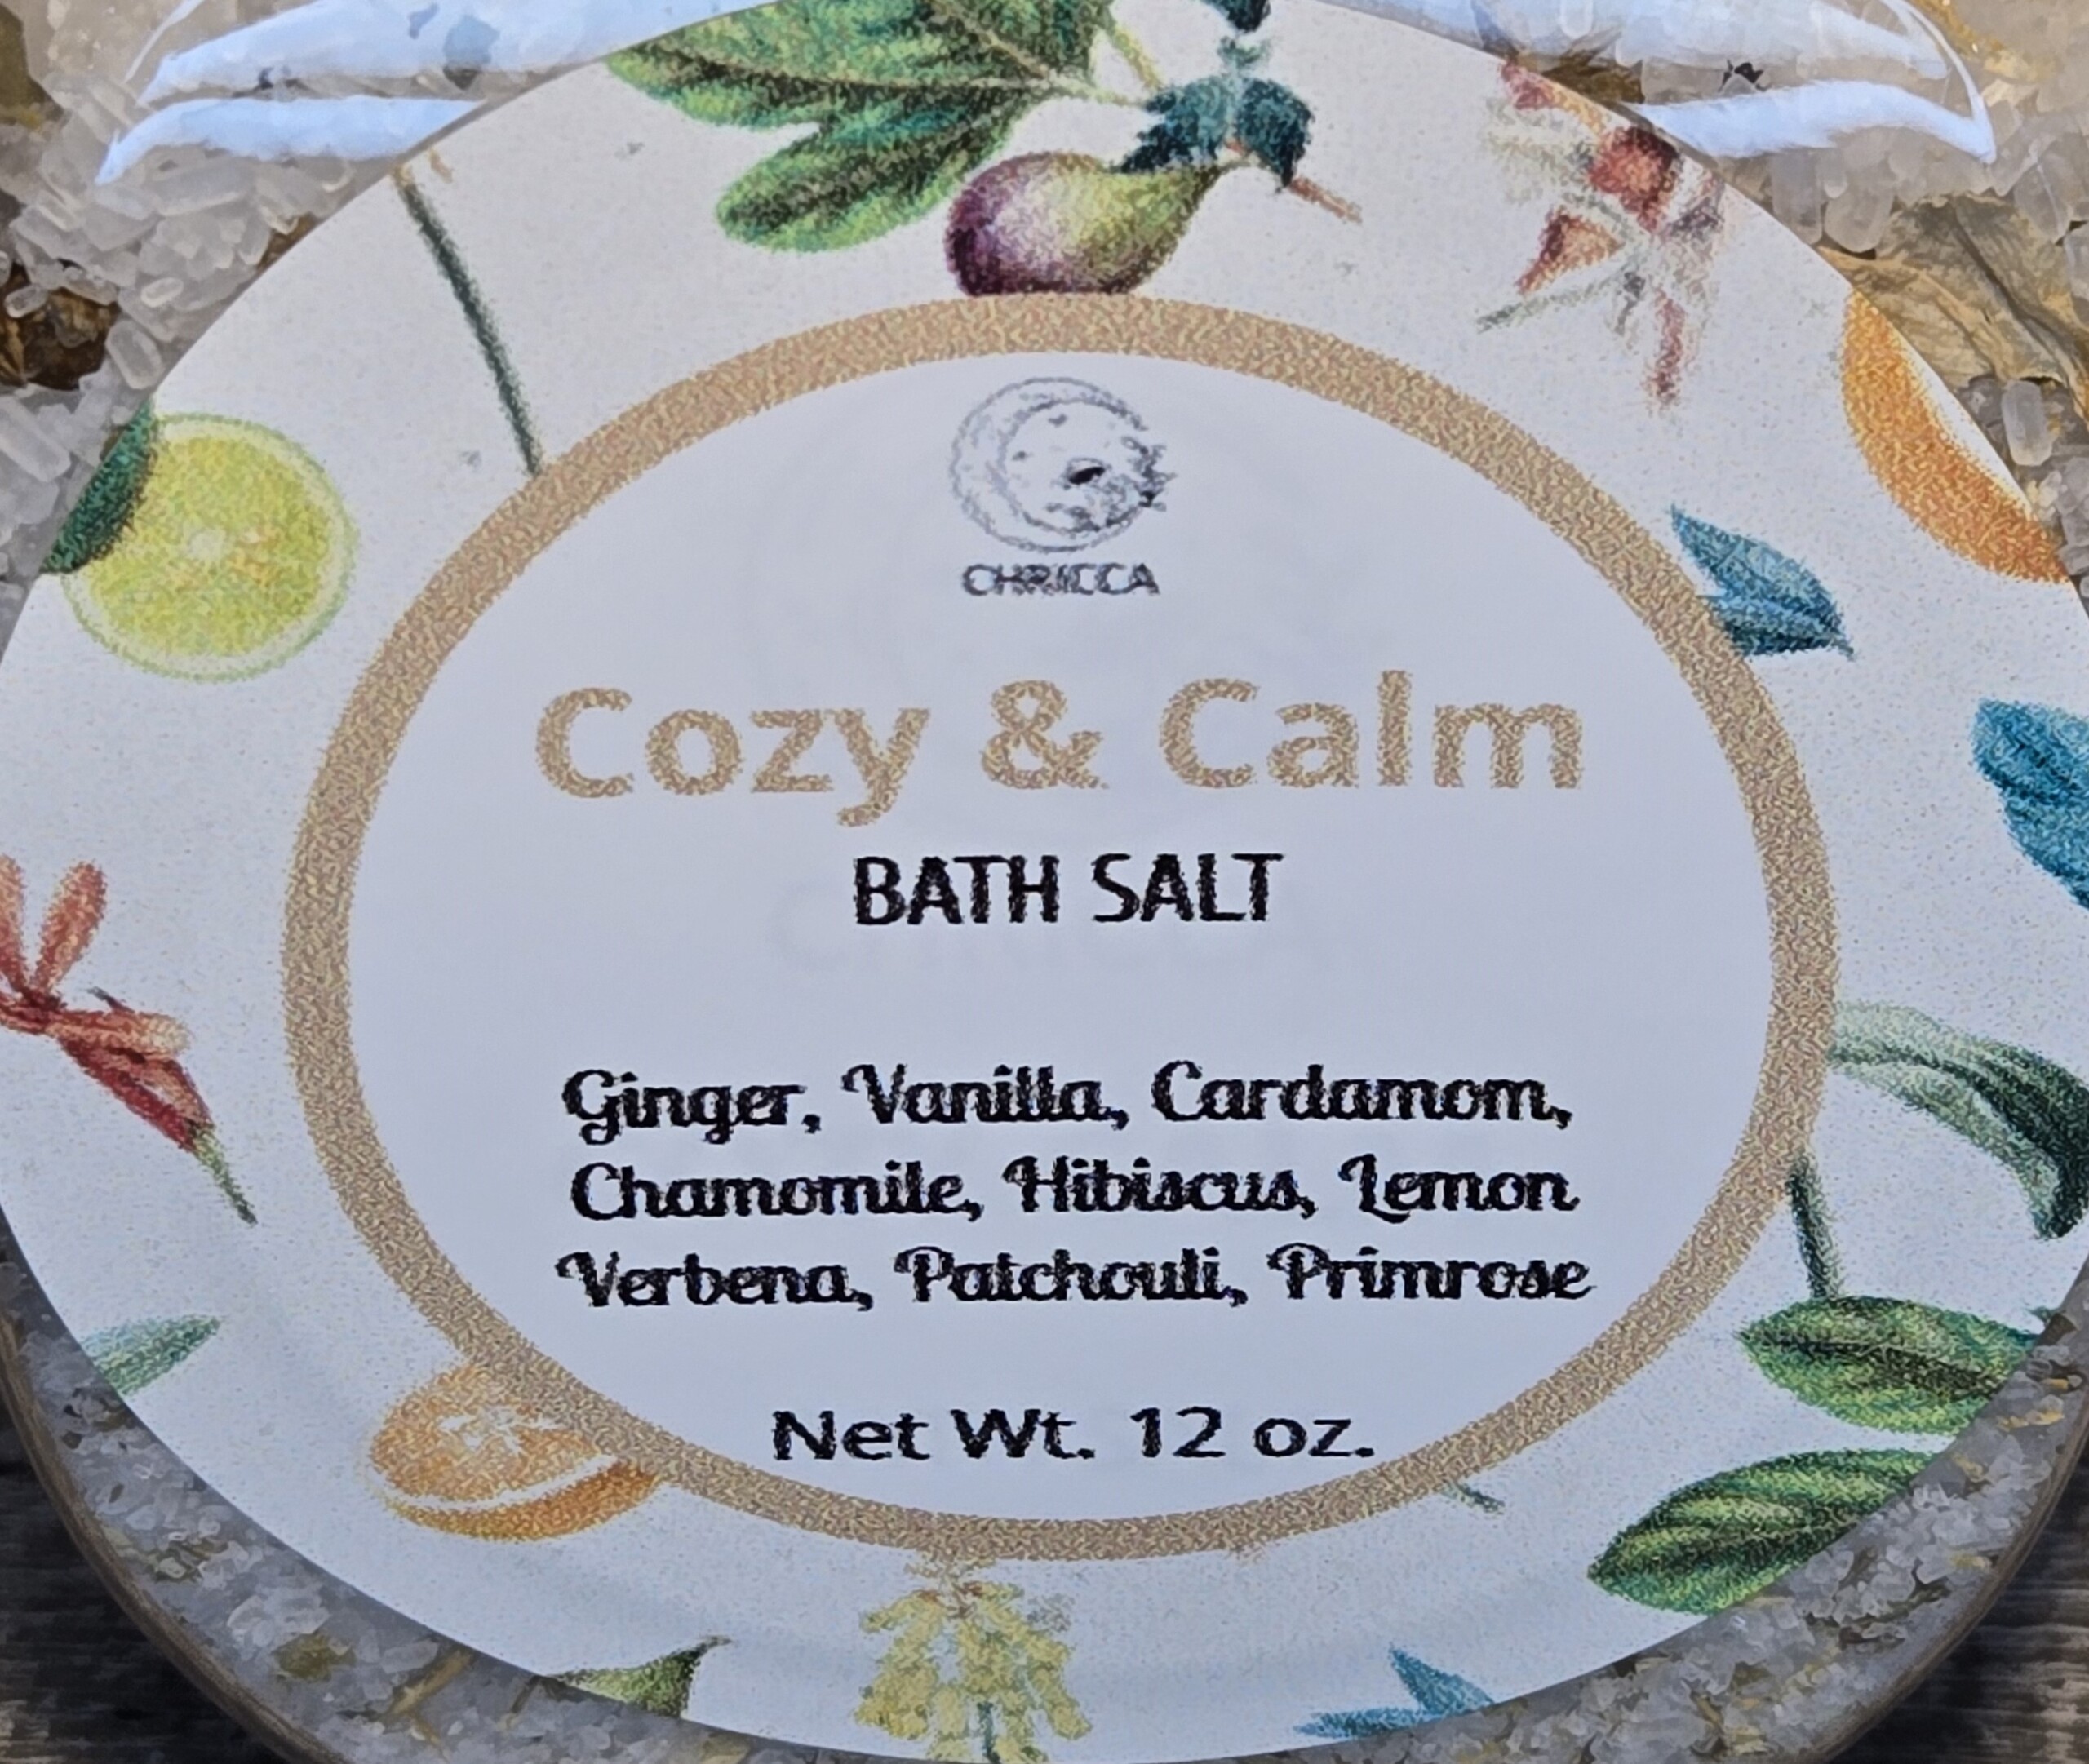 CHRICCA
Cozy & Calm
BATH SALT
Ginger, Vanilla, Cardamom,
Chamomile, Hibiscus, Lemon
Verbena, Patchouli, Primrose
Net Wt. 12 oz.